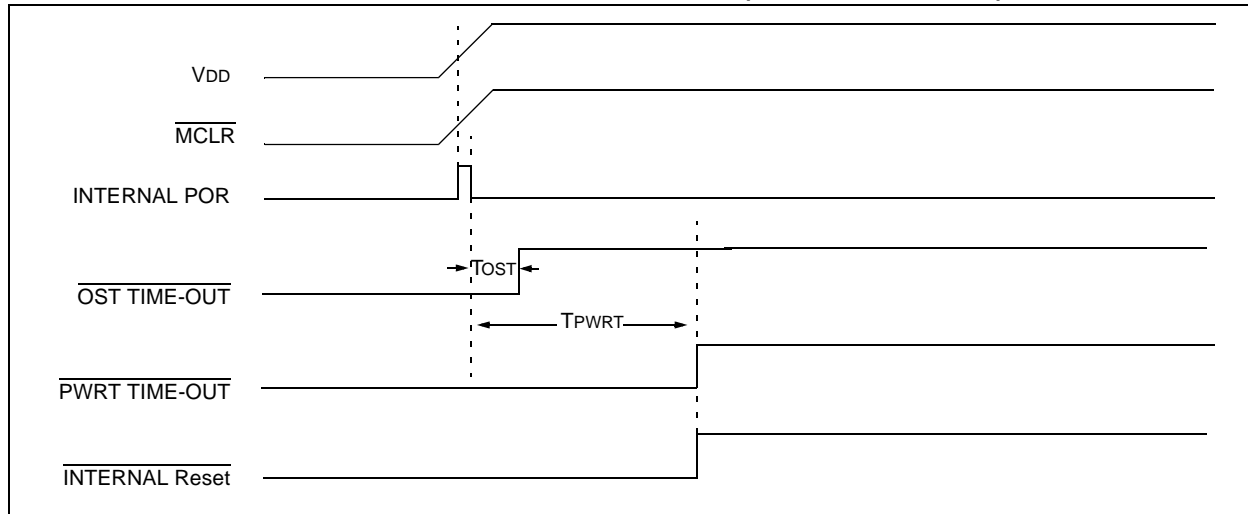 VDD
MCLR
INTERNAL POR
TOST
OST TIME-OUT
TPWRT
PWRT TIME-OUT
INTERNAL Reset